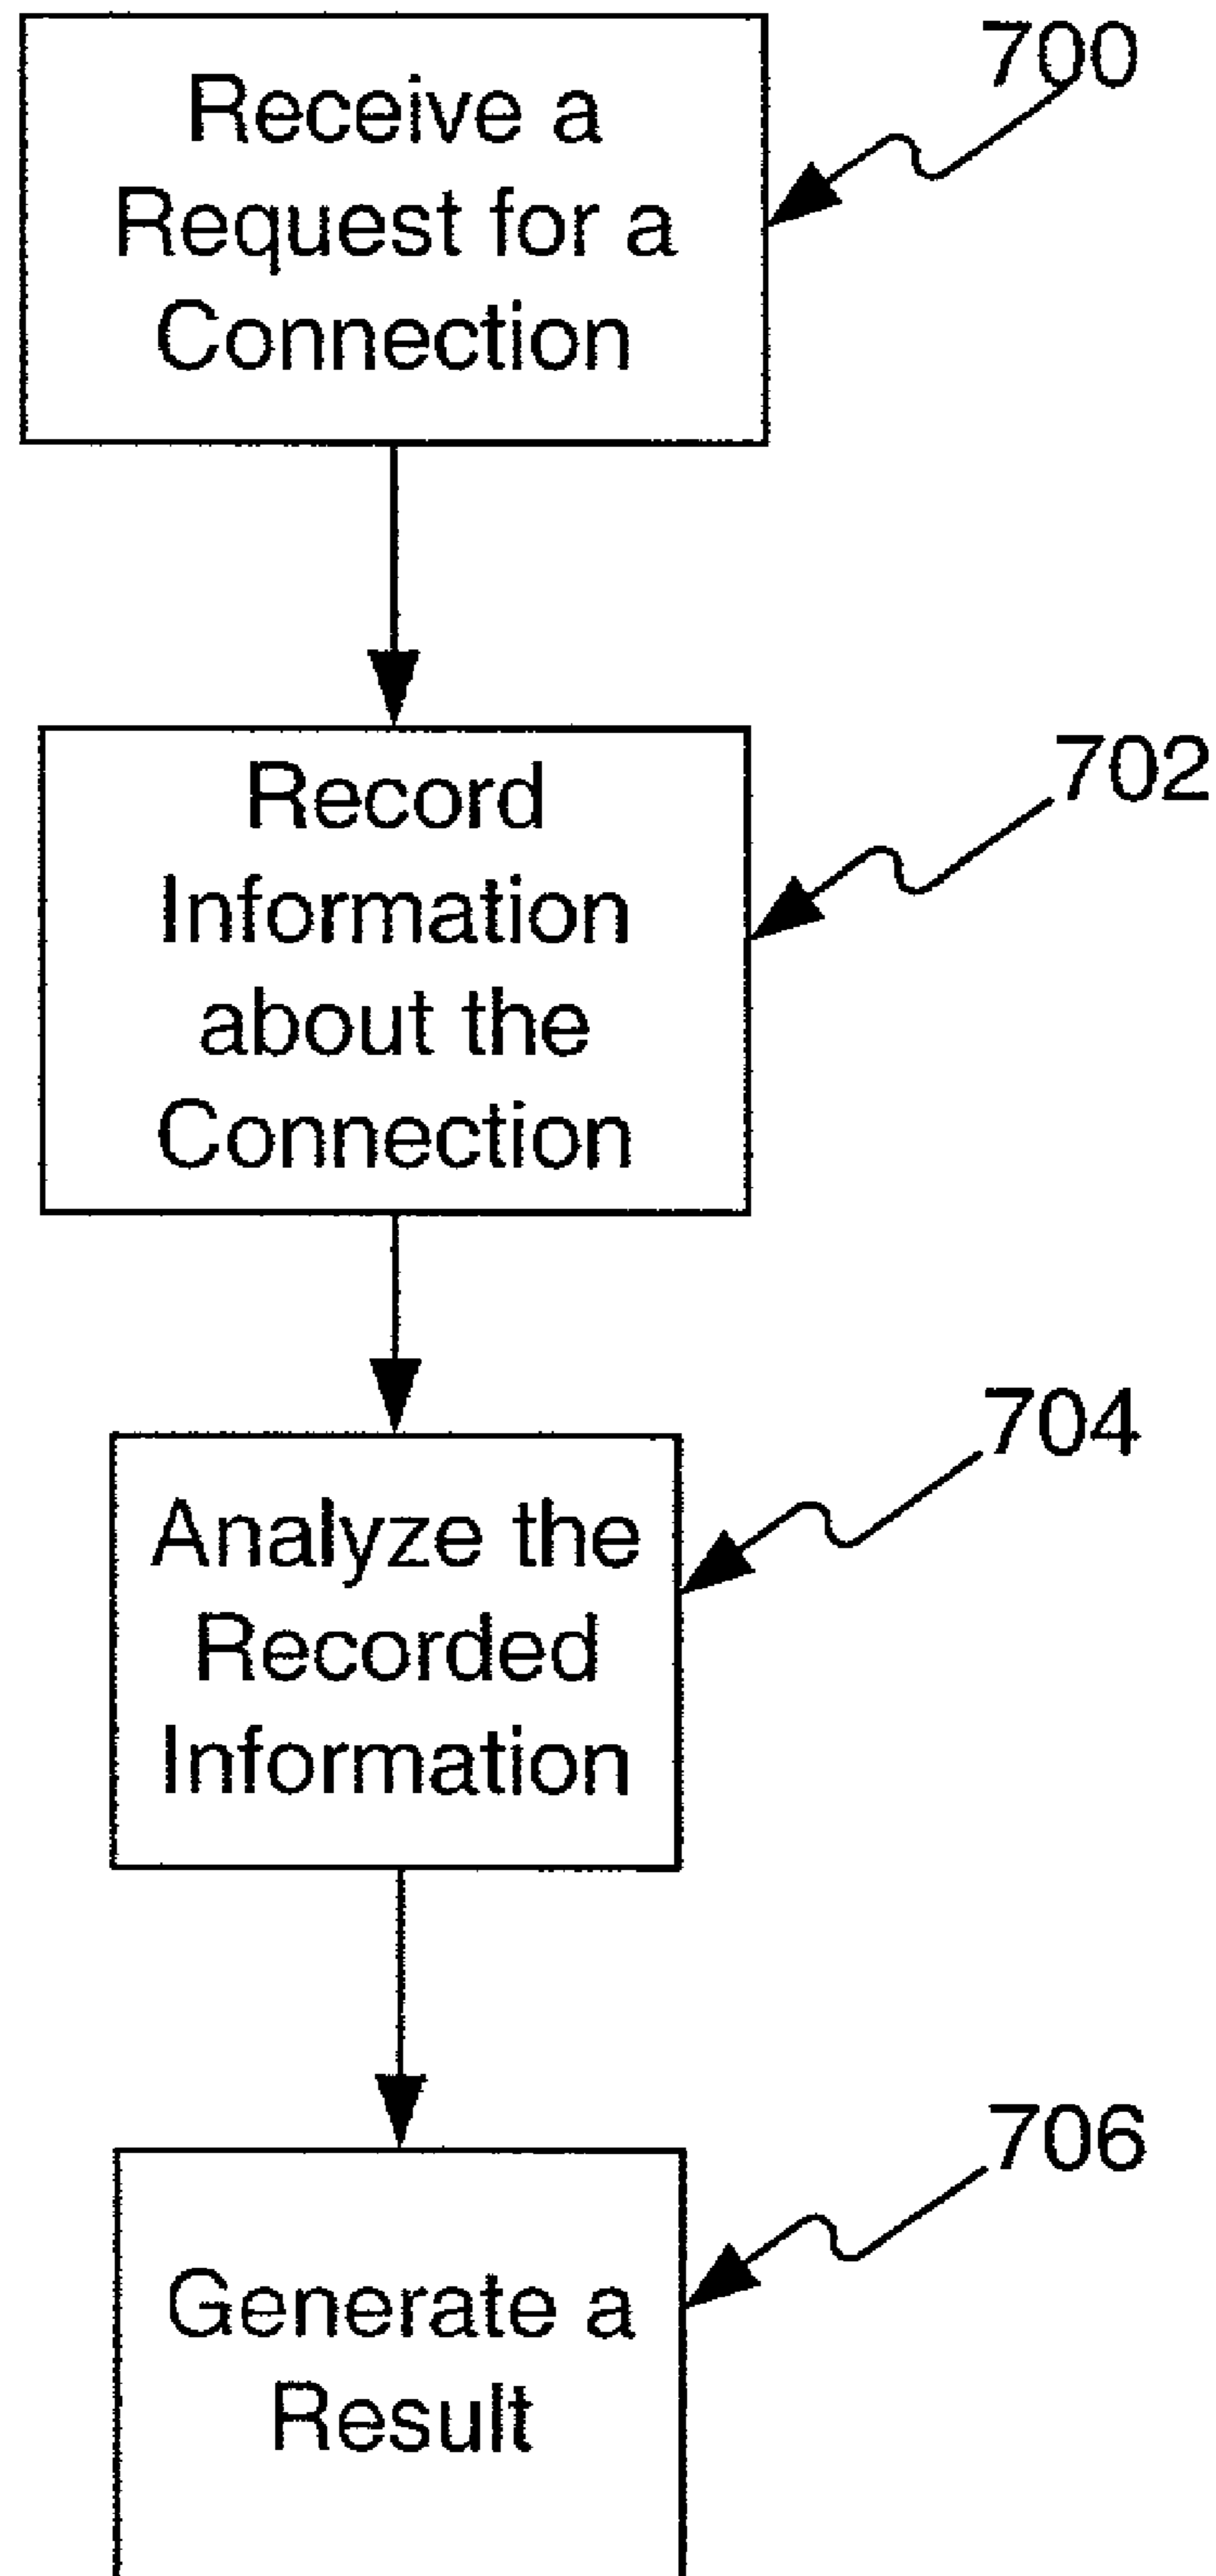 Receive a
Request for a
Connection
700
Record
Information
about the
Connection
702
Analyze the
Recorded
Information
704
Generate a
Result
706